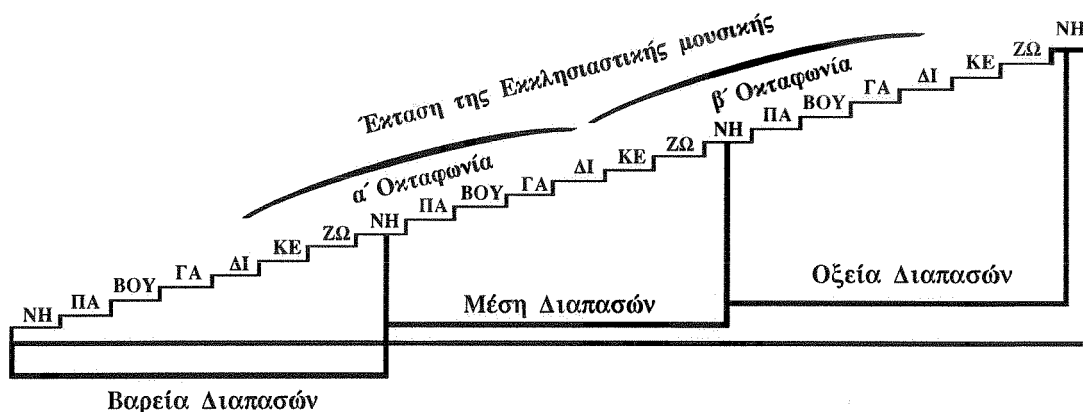 Έκταση της Εκκλησιαστικής μουσικής
α΄ Οκταφωνία
β΄ Οκταφωνία
ΝΗ ΠΑ ΒΟΥ ΓΑ ΔΙ ΚΕ ΖΩ ΝΗ ΠΑ ΒΟΥ ΓΑ ΔΙ ΚΕ ΖΩ ΝΗ ΠΑ ΒΟΥ ΓΑ ΔΙ ΚΕ ΖΩ ΝΗ
Οξεία Διαπασών
Μέση Διαπασών
Βαρεία Διαπασών